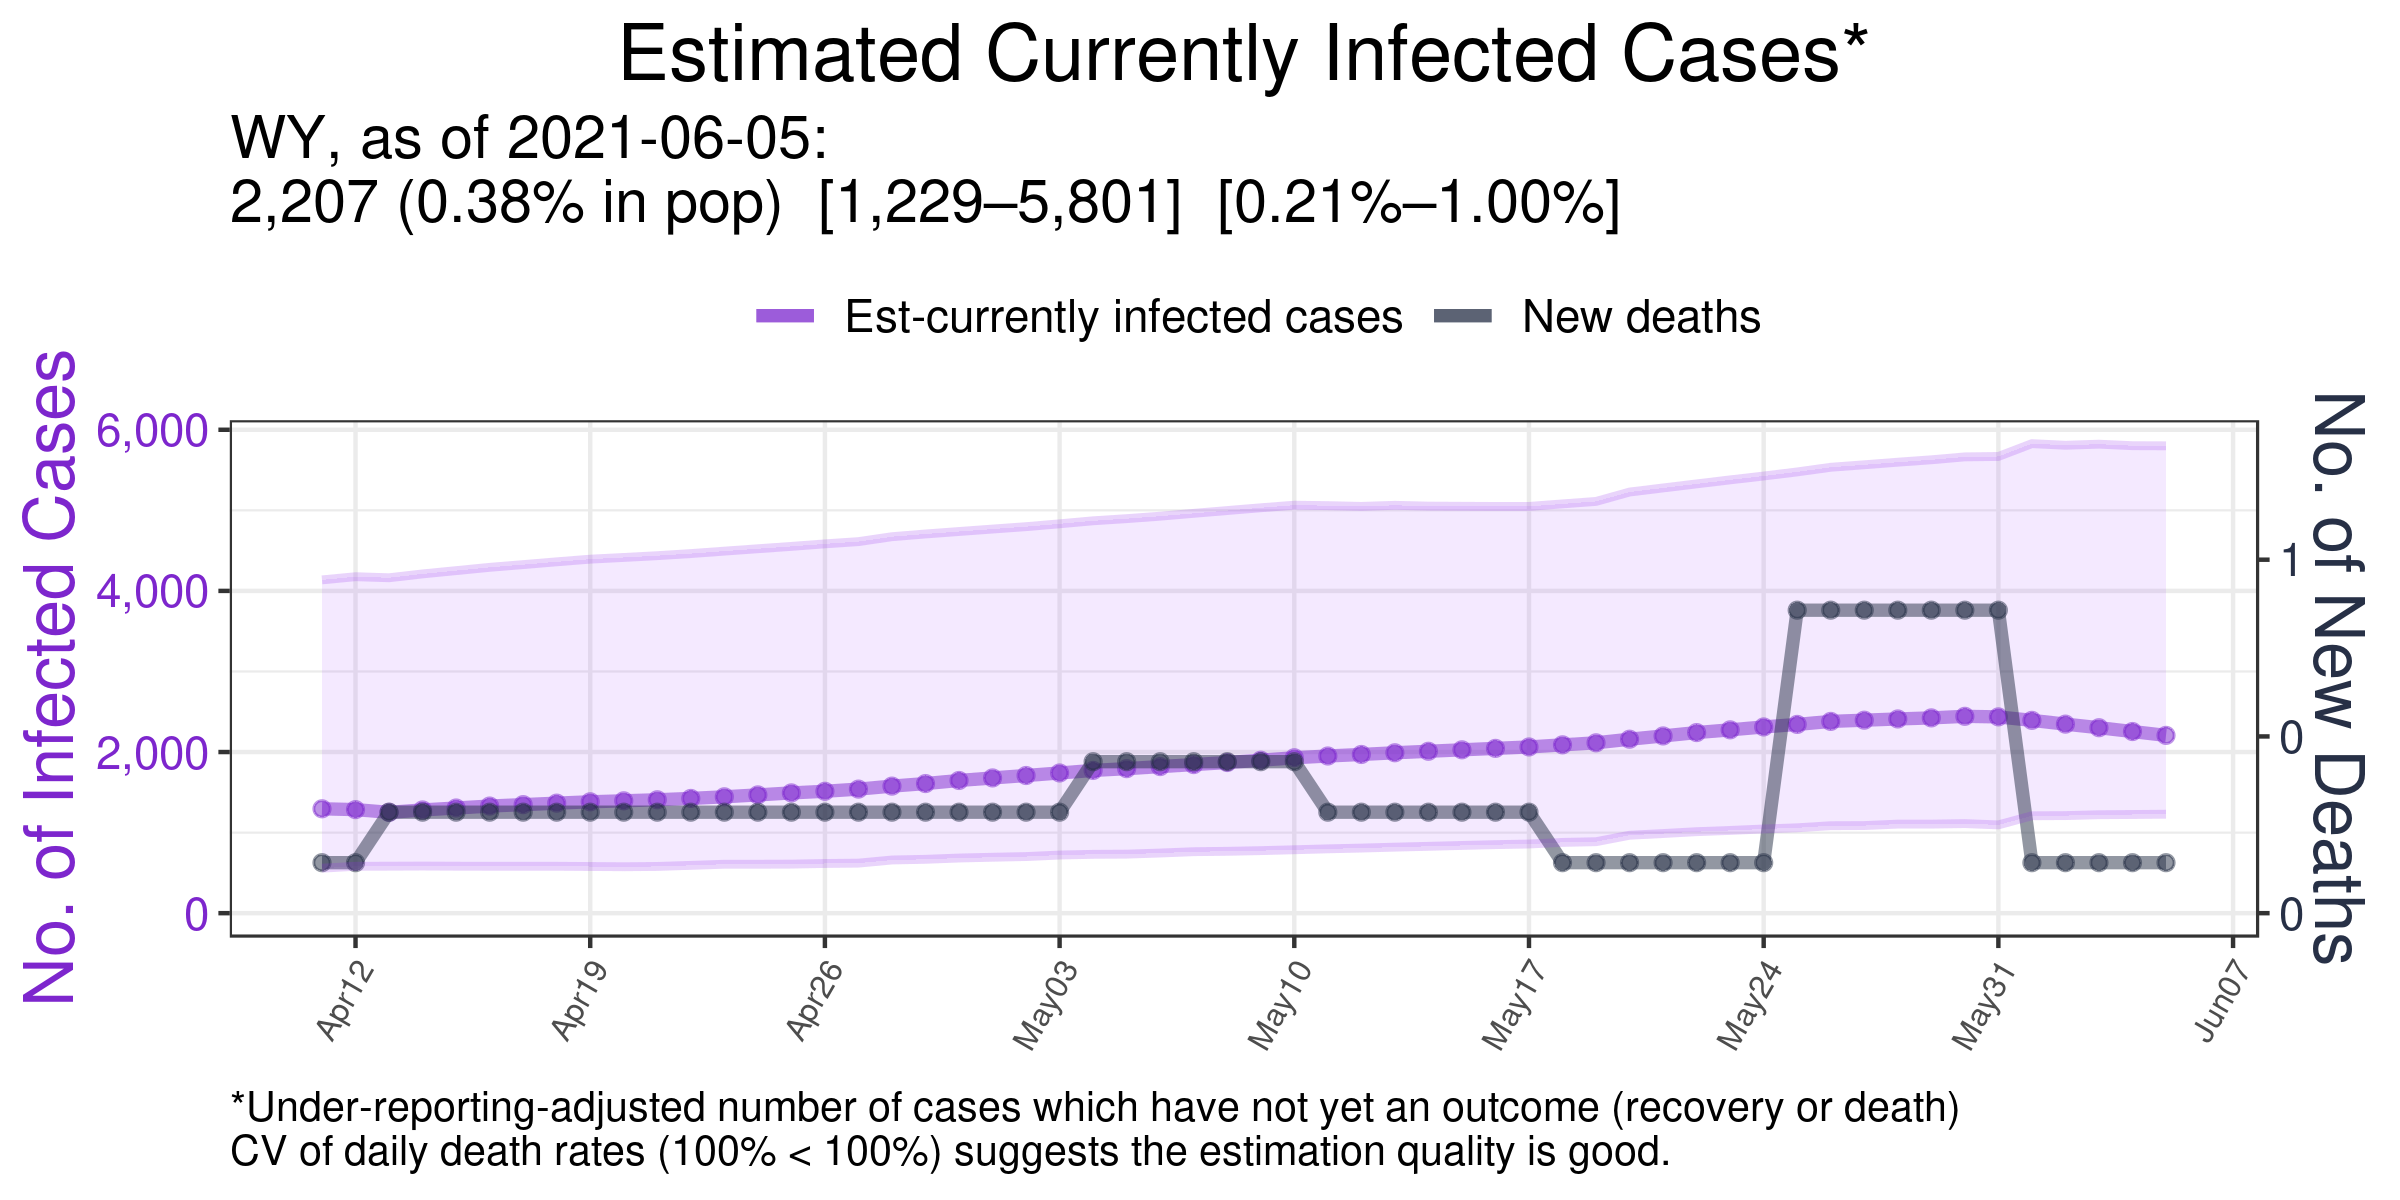 Estimated Currently Infected Cases*
WY, as of 2021-06-05:
2,207 (0.38% in pop)  [1,229–5,801]  [0.21%–1.00%]
Est-currently infected cases
New deaths
No. of Infected Cases
6,000
4,000
2,000
0
1
0
0
No. of New Deaths
Apr12
Apr19
Apr26
May03
May10
May17
May24
May31
Jun07
*Under-reporting-adjusted number of cases which have not yet an outcome (recovery or death)
CV of daily death rates (100% < 100%) suggests the estimation quality is good.